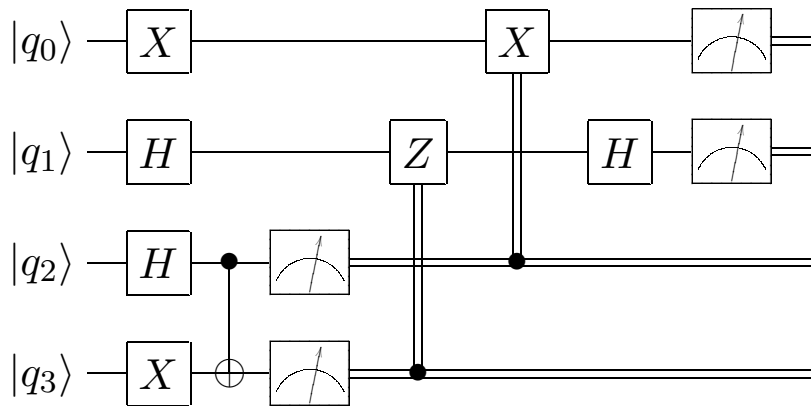 |q₀⟩ X X
|q₁⟩ H Z H
|q₂⟩ H
|q₃⟩ X